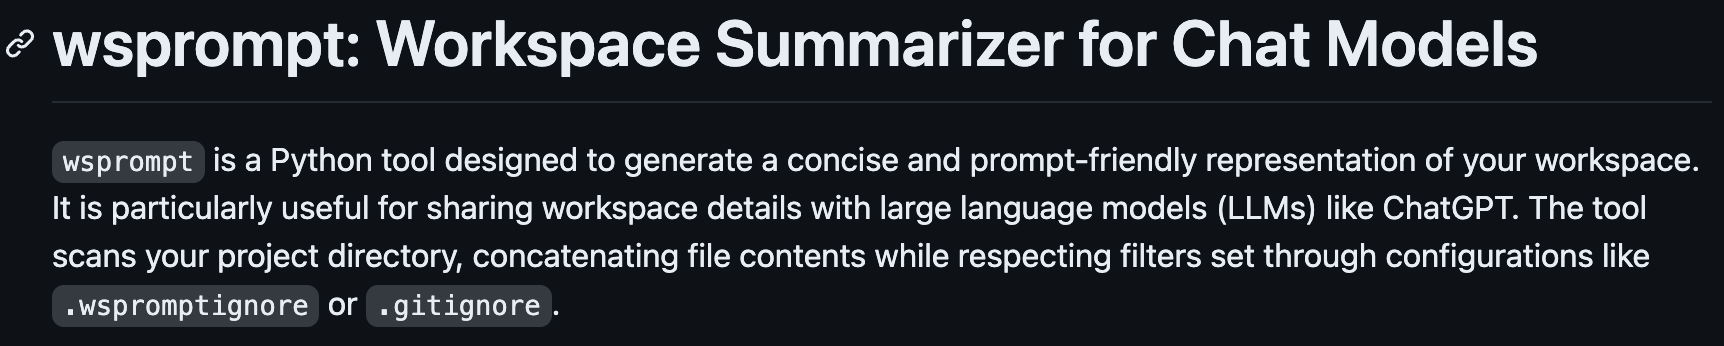 wsprompt: Workspace Summarizer for Chat Models
wsprompt is a Python tool designed to generate a concise and prompt-friendly representation of your workspace.
It is particularly useful for sharing workspace details with large language models (LLMs) like ChatGPT. The tool
scans your project directory, concatenating file contents while respecting filters set through configurations like
.wspromptignore or .gitignore.